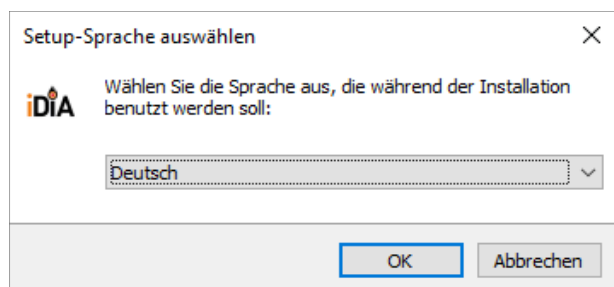 Setup-Sprache auswählen
iDiA
Wählen Sie die Sprache aus, die während der Installation
benutzt werden soll:
Deutsch
OK
Abbrechen